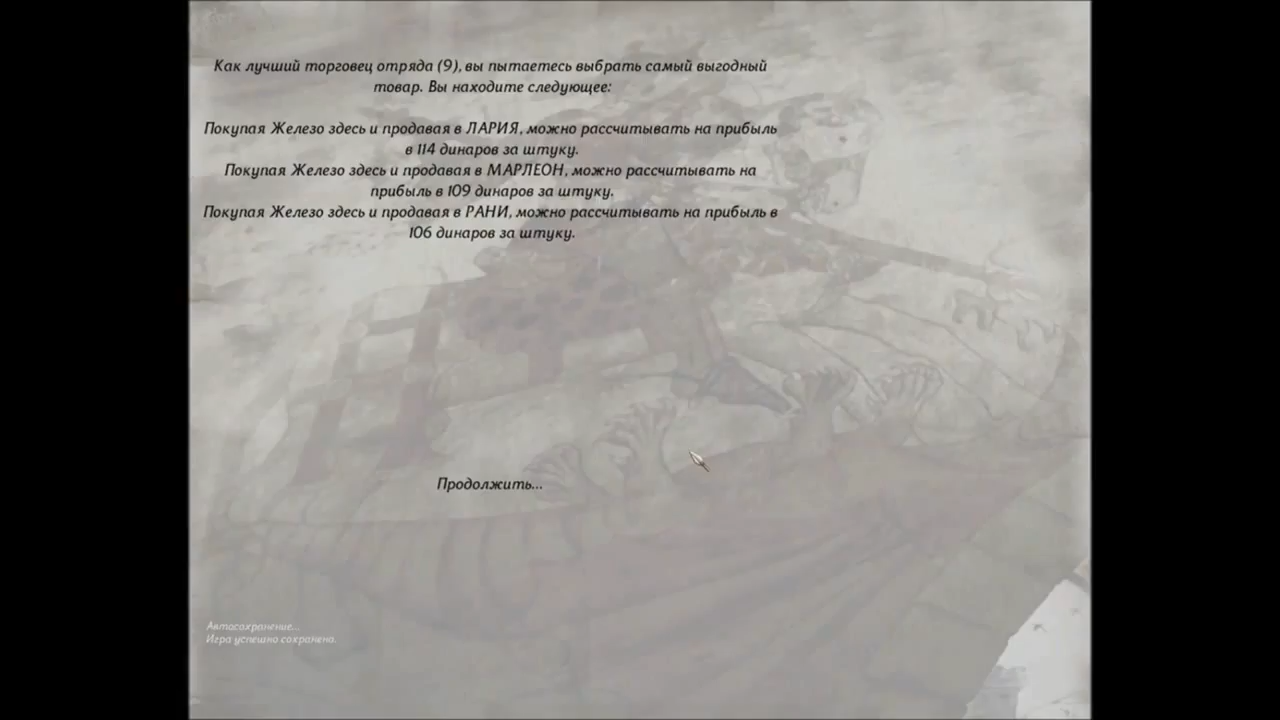 Как лучший торговец отряда (9), вы пытаетесь выбрать самый выгодный
товар. Вы находите следующее:
Покупая Железо здесь и продавая в ЛАРИЯ, можно рассчитывать на прибыль
в 114 динаров за штуку.
Покупая Железо здесь и продавая в МАРЛЕОН, можно рассчитывать на
прибыль в 109 динаров за штуку.
Покупая Железо здесь и продавая в РАНИ, можно рассчитывать на прибыль в
106 динаров за штуку.
Продолжить...
Автосохранение...
Игра успешно сохранена.